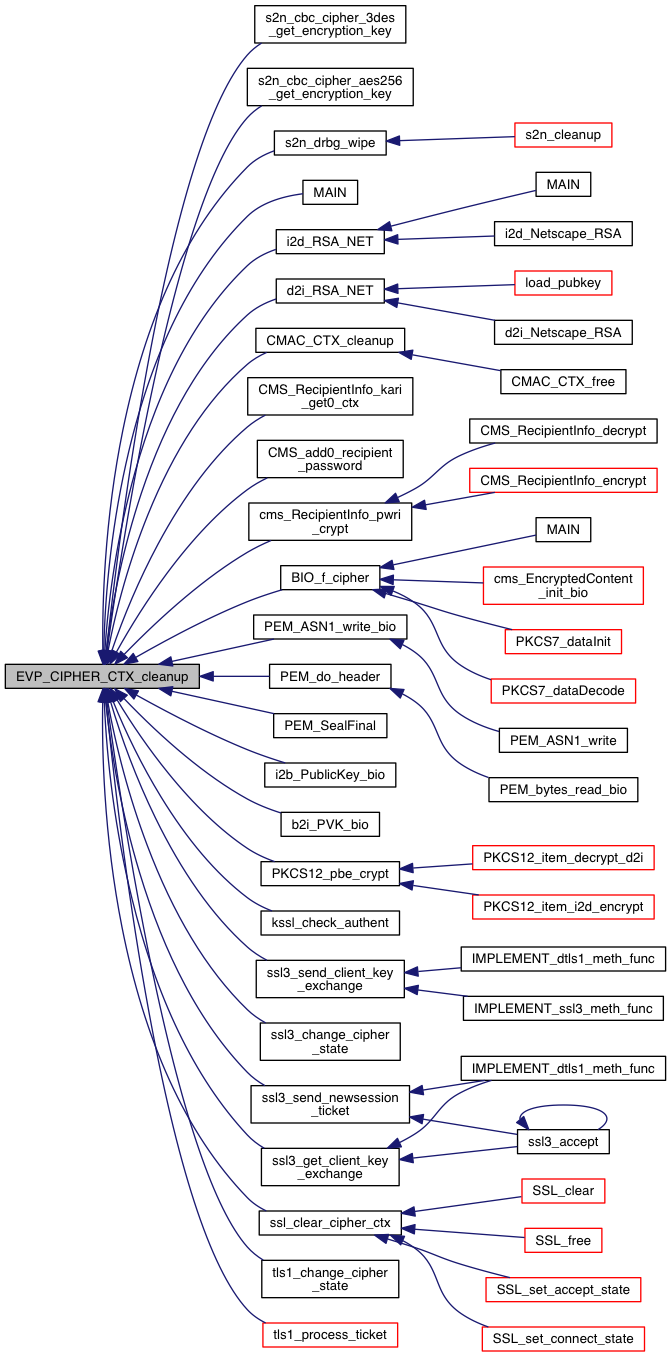 s2n_cbc_cipher_3des
_get_encryption_key
s2n_cbc_cipher_aes256
_get_encryption_key
s2n_drbg_wipe
s2n_cleanup
MAIN
MAIN
i2d_RSA_NET
i2d_Netscape_RSA
d2i_RSA_NET
load_pubkey
d2i_Netscape_RSA
CMAC_CTX_cleanup
CMAC_CTX_free
CMS_RecipientInfo_kari
_get0_ctx
CMS_RecipientInfo_decrypt
CMS_add0_recipient
_password
CMS_RecipientInfo_encrypt
cms_RecipientInfo_pwri
_crypt
MAIN
BIO_f_cipher
cms_EncryptedContent
_init_bio
PEM_ASN1_write_bio
PKCS7_dataInit
EVP_CIPHER_CTX_cleanup
PEM_do_header
PKCS7_dataDecode
PEM_SealFinal
PEM_ASN1_write
i2b_PublicKey_bio
PEM_bytes_read_bio
b2i_PVK_bio
PKCS12_pbe_crypt
PKCS12_item_decrypt_d2i
PKCS12_item_i2d_encrypt
kssl_check_authent
ssl3_send_client_key
_exchange
IMPLEMENT_dtls1_meth_func
IMPLEMENT_ssl3_meth_func
ssl3_change_cipher
_state
IMPLEMENT_dtls1_meth_func
ssl3_send_newsession
_ticket
ssl3_accept
ssl3_get_client_key
_exchange
SSL_clear
ssl_clear_cipher_ctx
SSL_free
tls1_change_cipher
_state
SSL_set_accept_state
tls1_process_ticket
SSL_set_connect_state